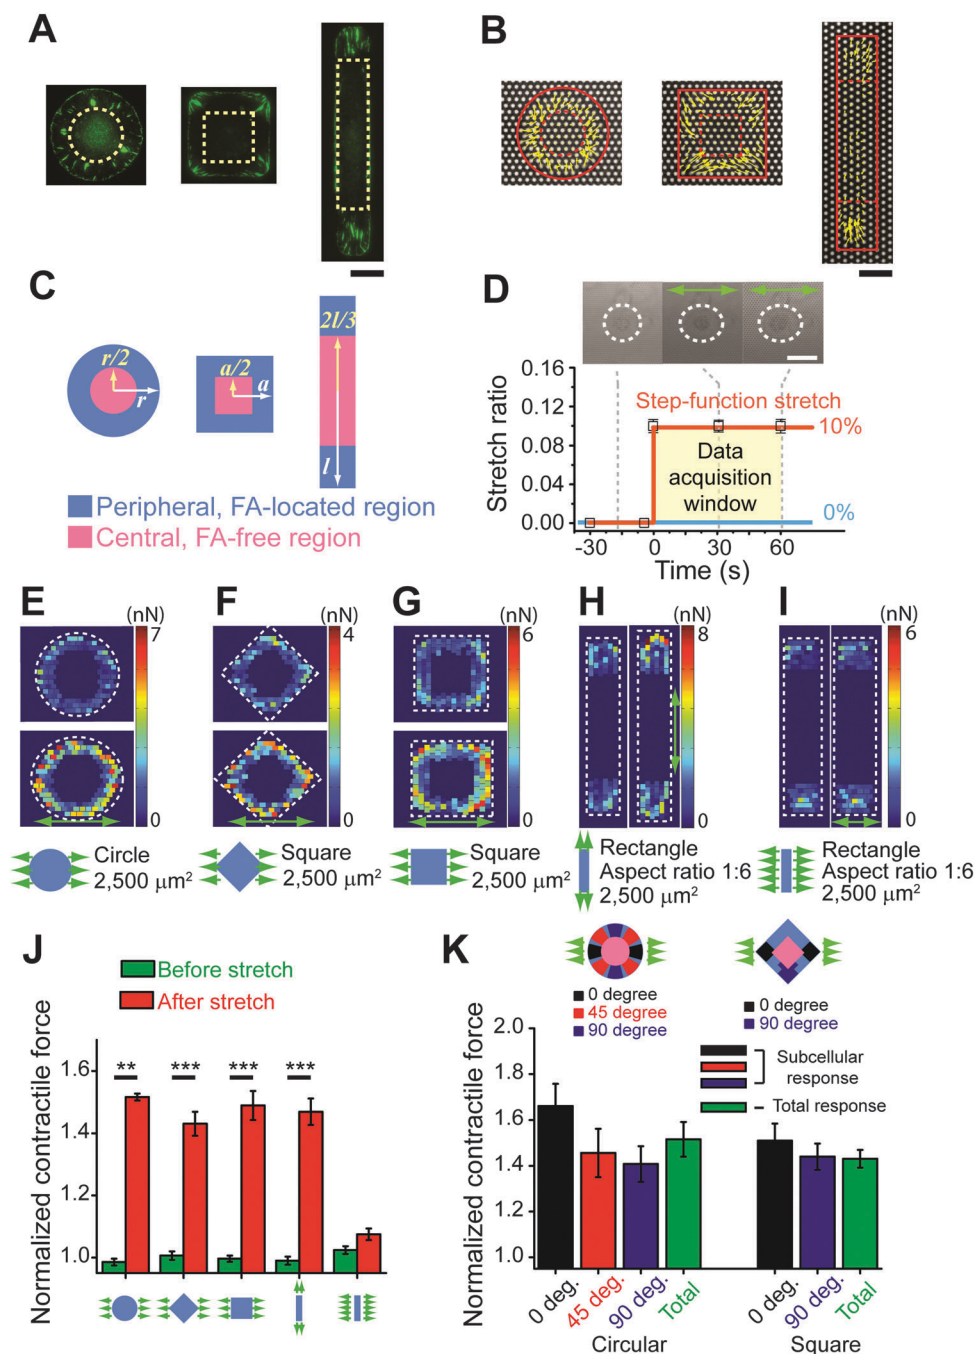 A
B
C
r/2
r
a/2
a
2l/3
l
Peripheral, FA-located region
Central, FA-free region
D
Stretch ratio
0.16
0.12
0.08
0.04
0.00
Step-function stretch
10%
Data
acquisition
window
0%
-30 0 30 60
Time (s)
E F G H I
(nN) (nN) (nN) (nN) (nN)
7 4 6 8 6
0 0 0 0 0
Circle
2,500 μm²
Square
2,500 μm²
Square
2,500 μm²
Rectangle
Aspect ratio 1:6
2,500 μm²
Rectangle
Aspect ratio 1:6
2,500 μm²
J
Before stretch
After stretch
Normalized contractile force
1.6
1.4
1.2
1.0
** *** *** ***
K
0 degree
45 degree
90 degree
0 degree
90 degree
Normalized contractile force
2.0
1.8
1.6
1.4
1.2
1.0
Subcellular
response
Total response
0 deg. 45 deg. 90 deg. Total
0 deg. 90 deg. Total
Circular Square